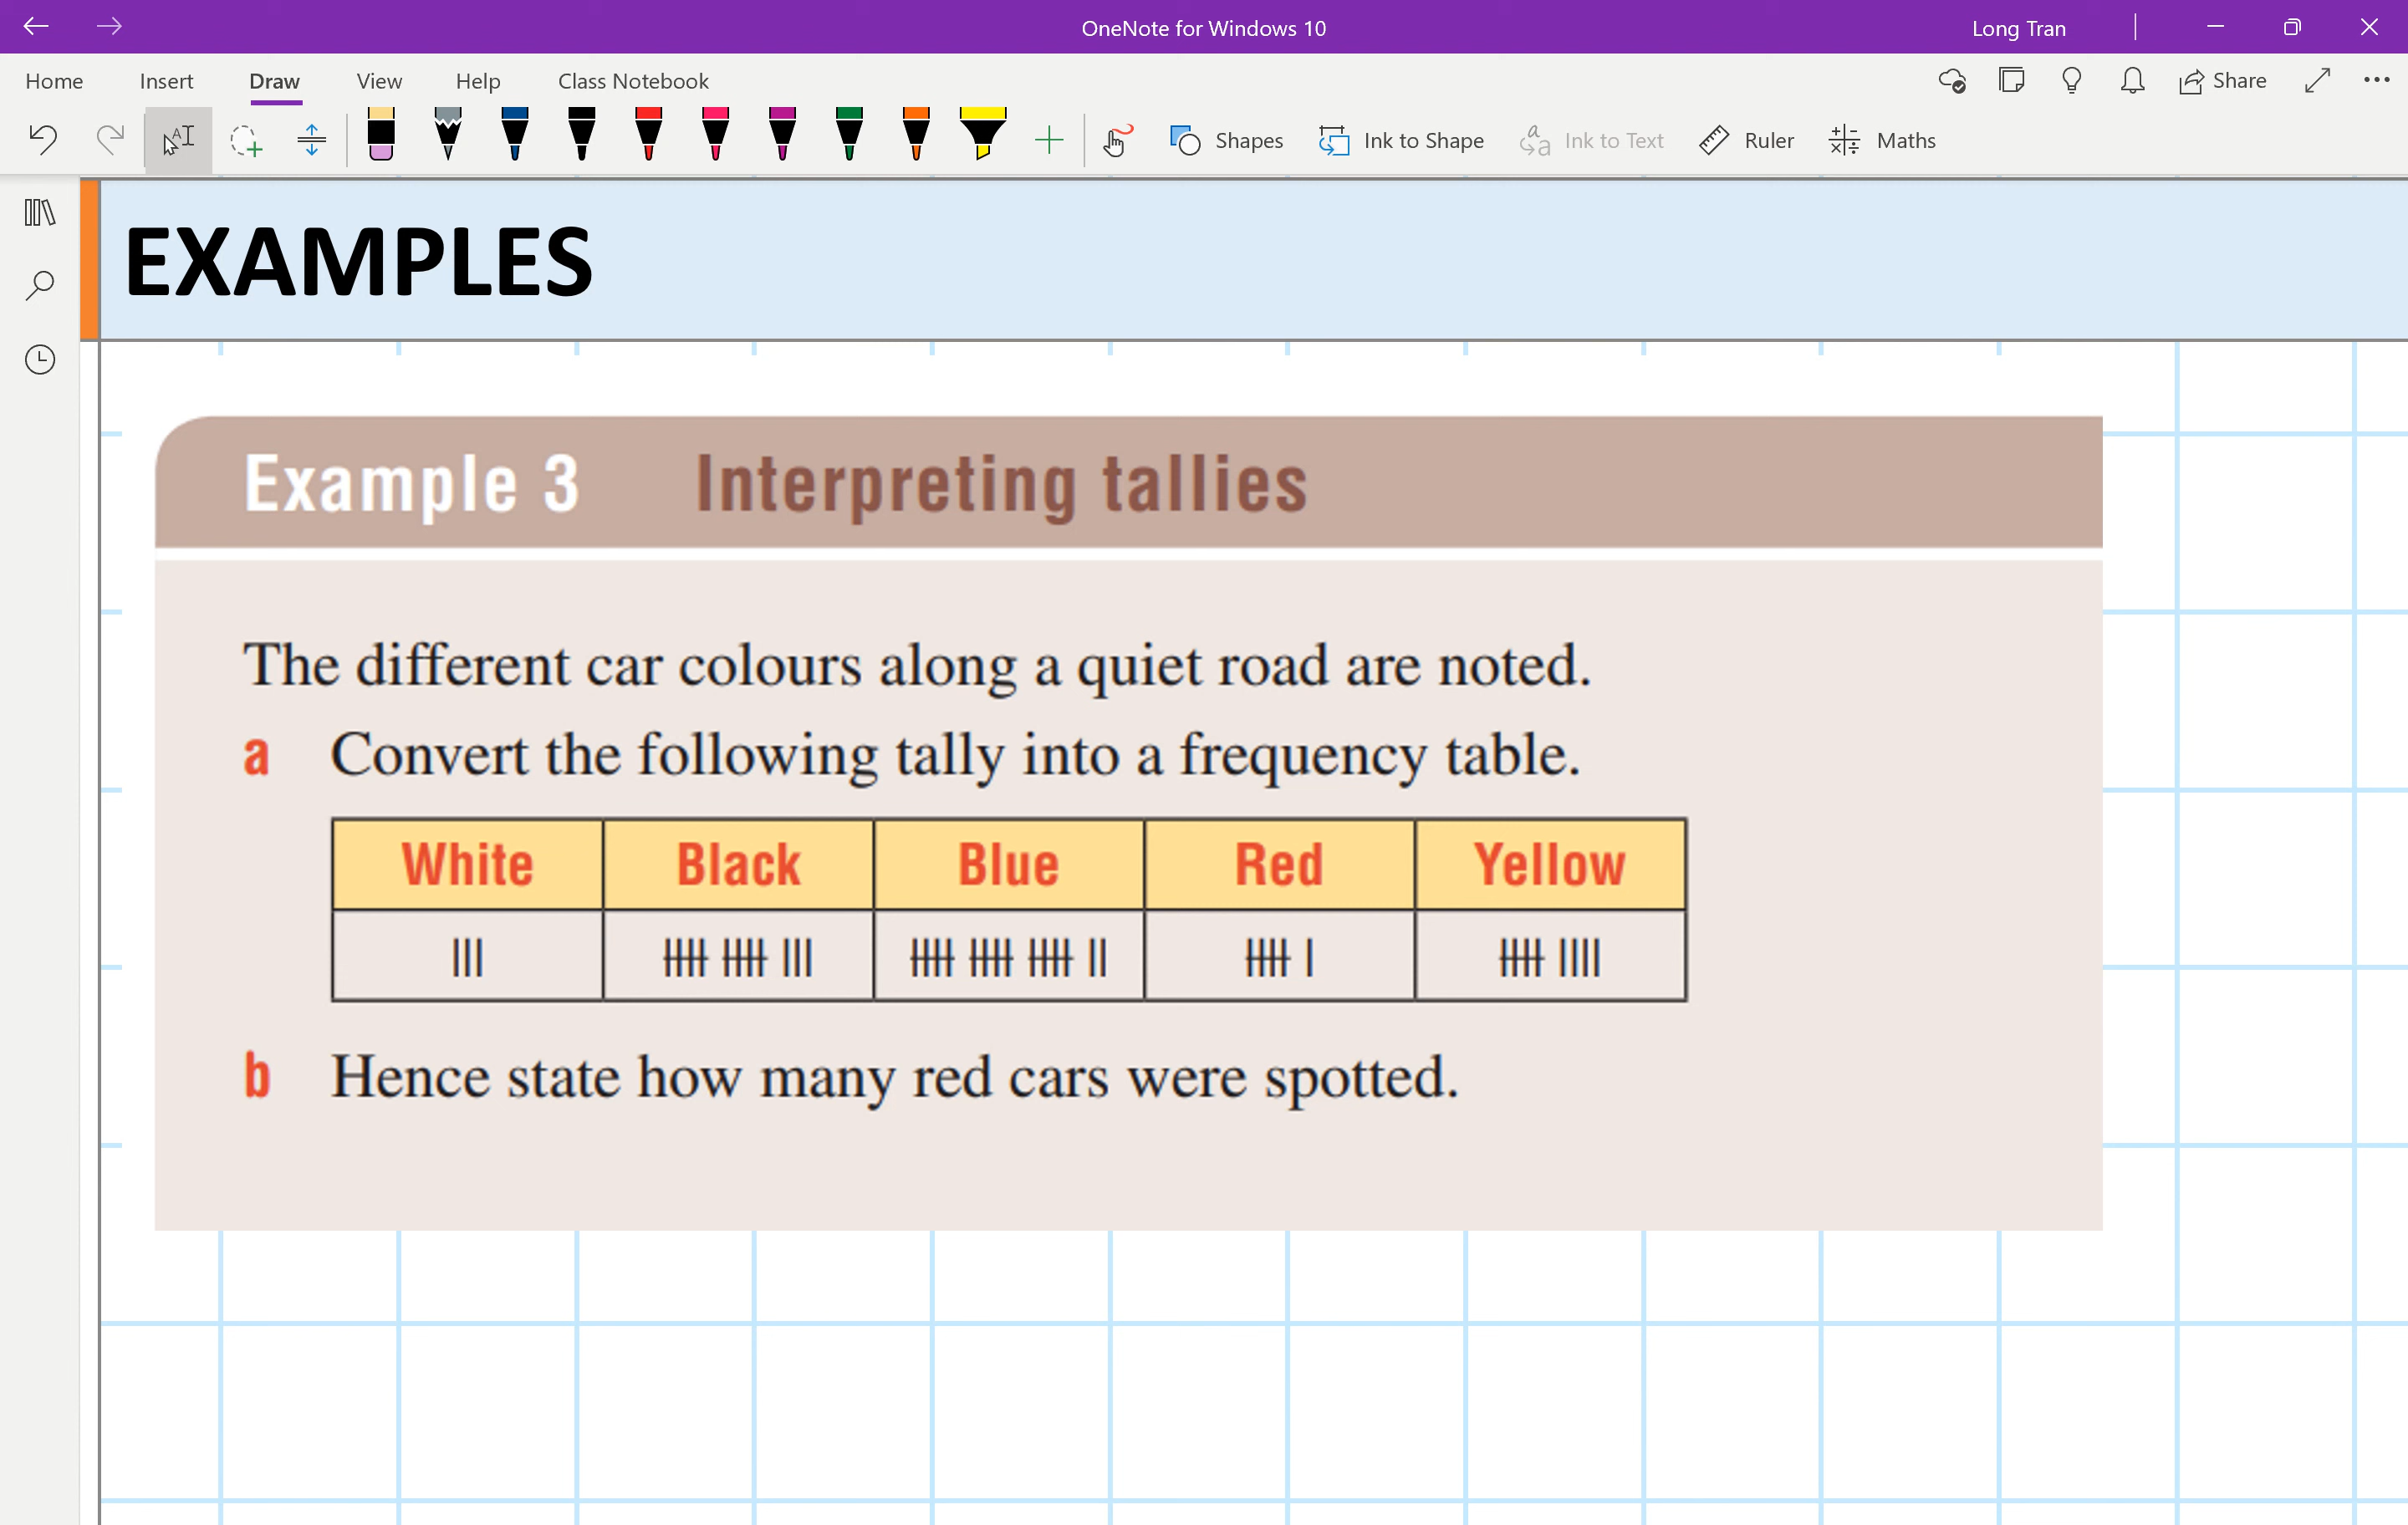 OneNote for Windows 10
Long Tran
Home Insert Draw View Help Class Notebook
Share
Shapes Ink to Shape Ink to Text Ruler Maths
EXAMPLES
Example 3 Interpreting tallies
The different car colours along a quiet road are noted.
a Convert the following tally into a frequency table.
White Black Blue Red Yellow
b Hence state how many red cars were spotted.